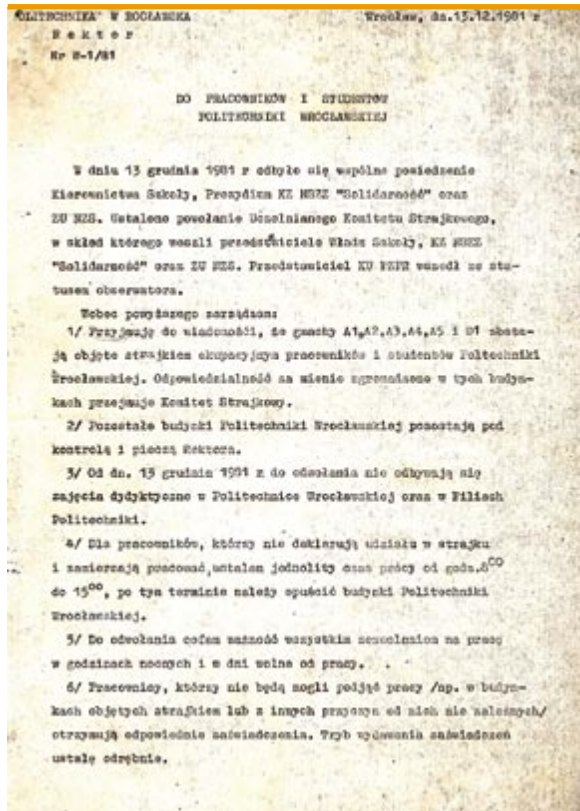 POLITECHNIKA WROCŁAWSKA Wrocław, dn.13.12.1981 r
R e k t o r
Nr R-1/81
DO PRACOWNIKÓW I STUDENTÓW
POLITECHNIKI WROCŁAWSKIEJ
W dniu 13 grudnia 1981 r odbyło się wspólne posiedzenie
Kierownictwa Szkoły, Prezydium KZ NSZZ "Solidarność" oraz
ZU NZS. Ustalono powołanie Uczelnianego Komitetu Strajkowego,
w skład którego weszli przedstawiciele Władz Szkoły, KZ NSZZ
"Solidarność" oraz ZU NZS. Przedstawiciel KU PZPR wszedł ze sta-
tusem obserwatora.
Wobec powyższego zarządzam:
1/ Przyjmuję do wiadomości, że gmachy A1,A2,A3,A4,A5 i D1 zosta-
ją objęte strajkiem okupacyjnym pracowników i studentów Politechniki
Wrocławskiej. Odpowiedzialność za mienie zgromadzone w tych budyn-
kach przejmuje Komitet Strajkowy.
2/ Pozostałe budynki Politechniki Wrocławskiej pozostają pod
kontrolą i pieczą Rektora.
3/ Od dn. 13 grudnia 1981 r do odwołania nie odbywają się
zajęcia dydaktyczne w Politechnice Wrocławskiej oraz w Filiach
Politechniki.
4/ Dla pracowników, którzy nie deklarują udziału w strajku
i zamierzają pracować,ustalam jednolity czas pracy od godz.8⁰⁰
do 15⁰⁰, po tym terminie należy opuścić budynki Politechniki
Wrocławskiej.
5/ Do odwołania cofam ważność wszystkim zezwoleniom na pracę
w godzinach nocnych i w dni wolne od pracy.
6/ Pracownicy, którzy nie będą mogli podjąć pracy /np. w budyn-
kach objętych strajkiem lub z innych przyczyn od nich nie zależnych/
otrzymują odpowiednie zaświadczenia. Tryb wydawania zaświadczeń
ustalę odrębnie.